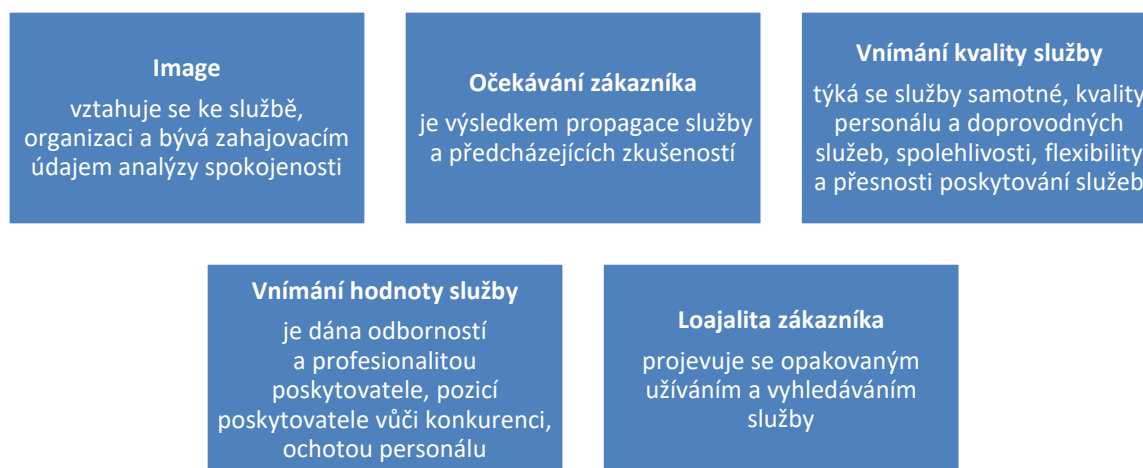 Image
vztahuje se ke službě,
organizaci a bývá zahajovacím
údajem analýzy spokojenosti
Očekávání zákazníka
je výsledkem propagace služby
a předcházejících zkušeností
Vnímání kvality služby
týká se služby samotné, kvality
personálu a doprovodných
služeb, spolehlivosti, flexibility
a přesnosti poskytování služeb
Vnímání hodnoty služby
je dána odborností
a profesionalitou
poskytovatele, pozicí
poskytovatele vůči konkurenci,
ochotou personálu
Loajalita zákazníka
projevuje se opakovaným
užíváním a vyhledáváním
služby